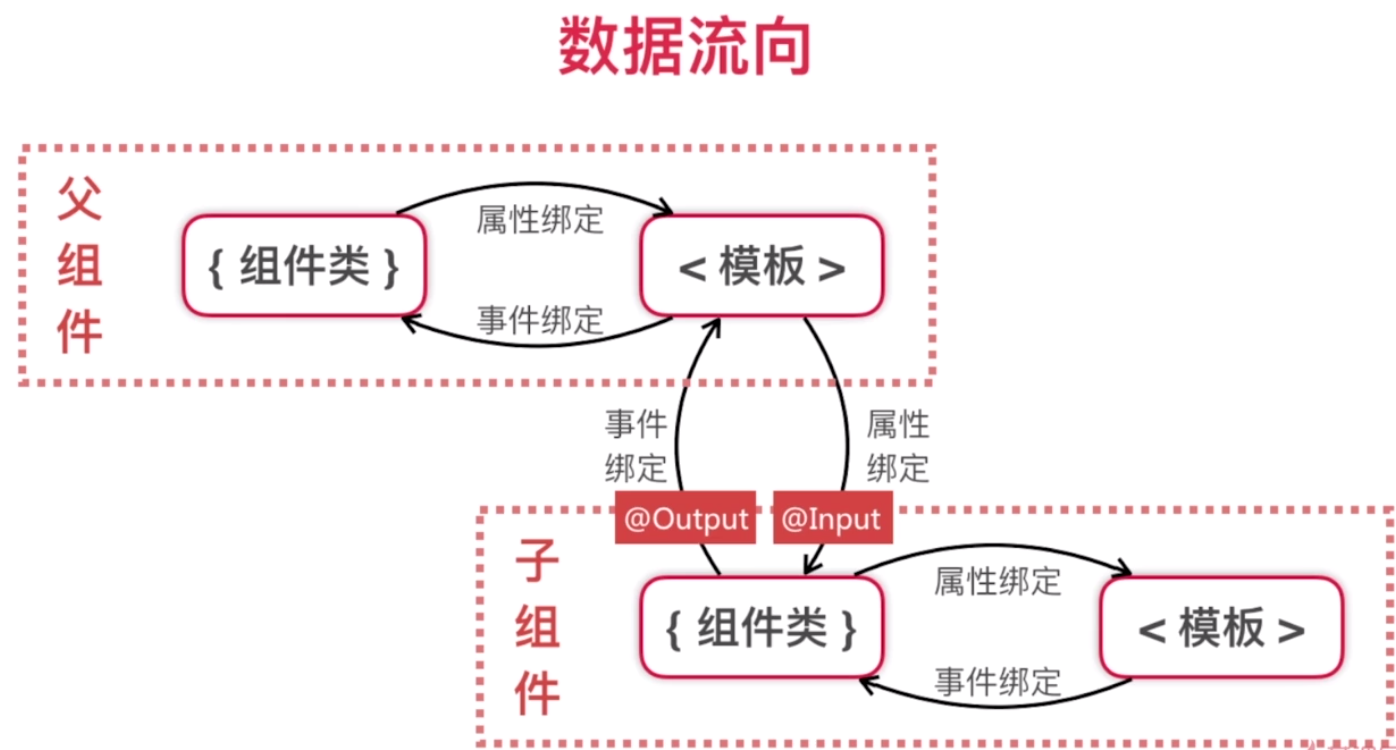 数据流向
父组件
属性绑定
{ 组件类 }
< 模板 >
事件绑定
事件
绑定
属性
绑定
@Output
@Input
子组件
属性绑定
{ 组件类 }
< 模板 >
事件绑定